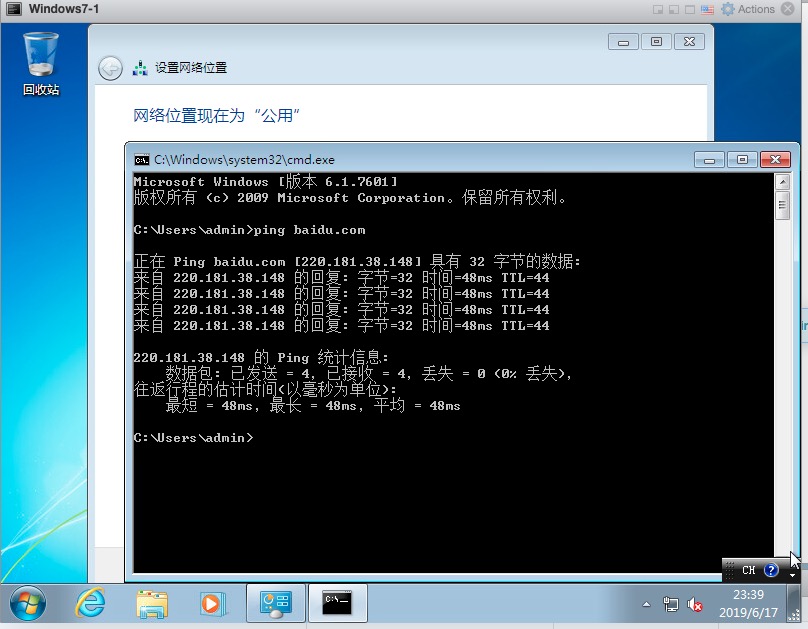 Windows7-1
Actions
回收站
设置网络位置
网络位置现在为“公用”
C:\Windows\system32\cmd.exe
Microsoft Windows [版本 6.1.7601]
版权所有 (c) 2009 Microsoft Corporation。保留所有权利。
C:\Users\admin>ping baidu.com
正在 Ping baidu.com [220.181.38.148] 具有 32 字节的数据:
来自 220.181.38.148 的回复: 字节=32 时间=48ms TTL=44
来自 220.181.38.148 的回复: 字节=32 时间=48ms TTL=44
来自 220.181.38.148 的回复: 字节=32 时间=48ms TTL=44
来自 220.181.38.148 的回复: 字节=32 时间=48ms TTL=44
220.181.38.148 的 Ping 统计信息:
数据包: 已发送 = 4，已接收 = 4，丢失 = 0 (0% 丢失)，
往返行程的估计时间(以毫秒为单位):
最短 = 48ms，最长 = 48ms，平均 = 48ms
C:\Users\admin>
CH
C:\
23:39
2019/6/17